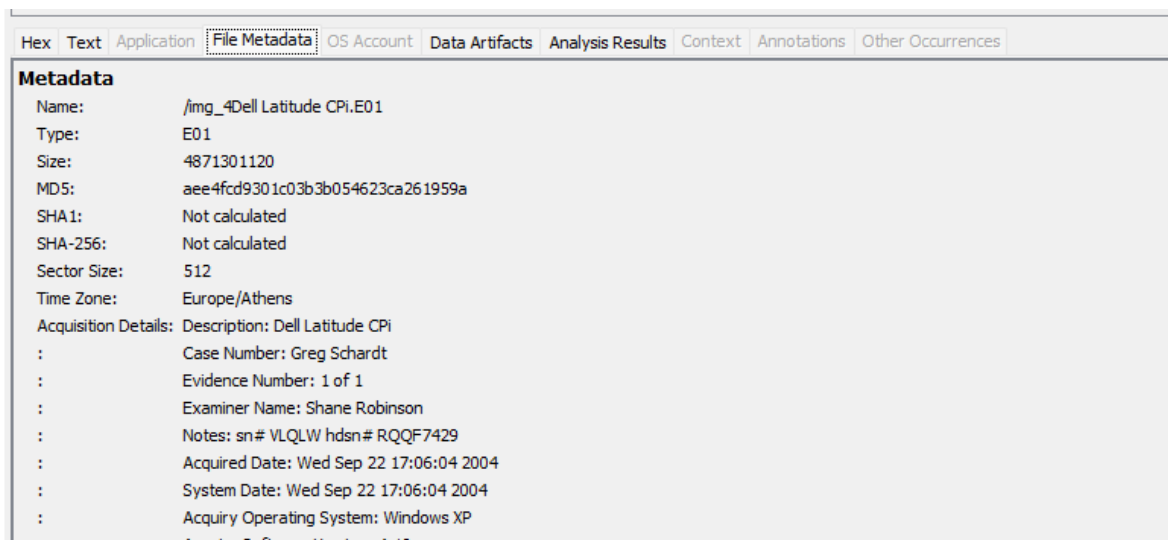 Hex Text Application File Metadata OS Account Data Artifacts Analysis Results Context Annotations Other Occurrences
Metadata
Name: /img_4Dell Latitude CPi.E01
Type: E01
Size: 4871301120
MD5: aee4fcd9301c03b3b054623ca261959a
SHA1: Not calculated
SHA-256: Not calculated
Sector Size: 512
Time Zone: Europe/Athens
Acquisition Details: Description: Dell Latitude CPi
: Case Number: Greg Schardt
: Evidence Number: 1 of 1
: Examiner Name: Shane Robinson
: Notes: sn# VLQLW hdsn# RQQF7429
: Acquired Date: Wed Sep 22 17:06:04 2004
: System Date: Wed Sep 22 17:06:04 2004
: Acquiry Operating System: Windows XP